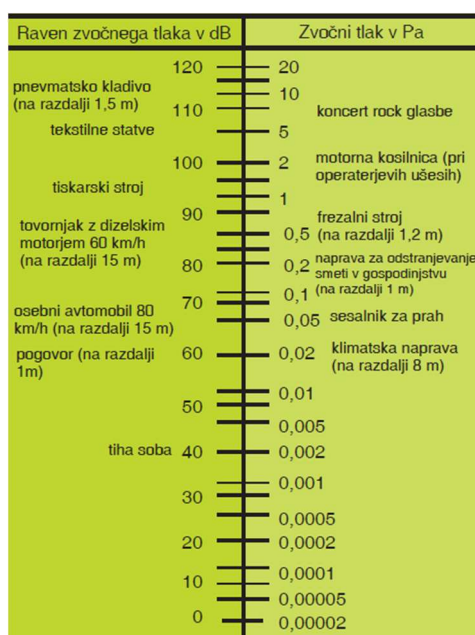 Raven zvočnega tlaka v dB
Zvočni tlak v Pa
120
20
pnevmatsko kladivo
(na razdalji 1,5 m)
10
110
koncert rock glasbe
tekstilne statve
5
100
2
motorna kosilnica (pri
operaterjevih ušesih)
tiskarski stroj
1
90
tovornjak z dizelskim
motorjem 60 km/h
(na razdalji 15 m)
0,5
frezalni stroj
(na razdalji 1,2 m)
80
0,2
naprava za odstranjevanje
smeti v gospodinjstvu
(na razdalji 1 m)
70
0,1
osebni avtomobil 80
km/h (na razdalji 15 m)
0,05
sesalnik za prah
pogovor (na razdalji
1m)
60
0,02
klimatska naprava
(na razdalji 8 m)
0,01
50
0,005
tiha soba
40
0,002
0,001
30
0,0005
20
0,0002
0,0001
10
0,00005
0
0,00002